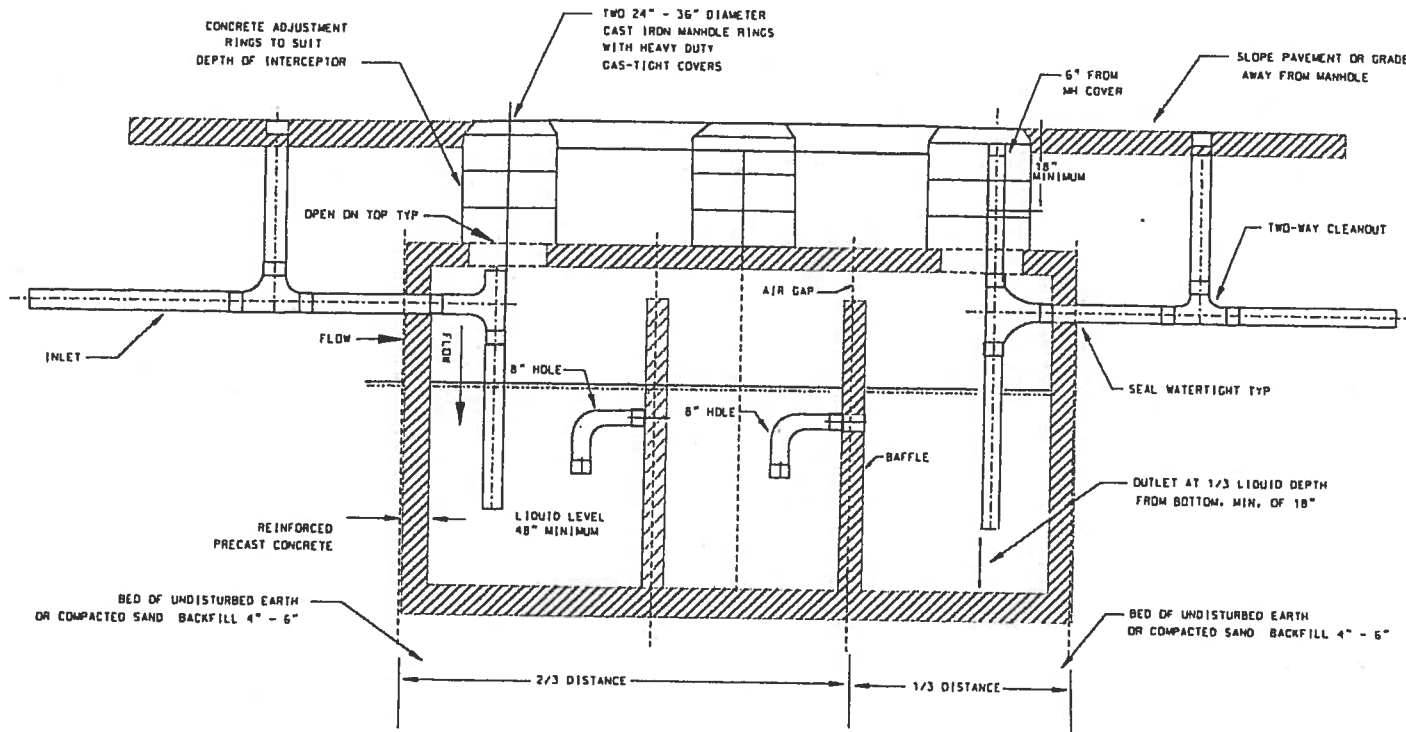 CONCRETE ADJUSTMENT
RINGS TO SUIT
DEPTH OF INTERCEPTOR
TWO 24" - 36" DIAMETER
CAST IRON MANHOLE RINGS
WITH HEAVY DUTY
GAS-TIGHT COVERS
6" FROM
MH COVER
SLOPE PAVEMENT OR GRADE
AWAY FROM MANHOLE
18"
MINIMUM
OPEN ON TOP TYP
TWO-WAY CLEANOUT
AIR GAP
INLET
FLOW
FLOW
8" HOLE
8" HOLE
SEAL WATERTIGHT TYP
BAFFLE
OUTLET AT 1/3 LIQUID DEPTH
FROM BOTTOM. MIN. OF 18"
LIQUID LEVEL
48" MINIMUM
REINFORCED
PRECAST CONCRETE
BED OF UNDISTURBED EARTH
OR COMPACTED SAND BACKFILL 4" - 6"
BED OF UNDISTURBED EARTH
OR COMPACTED SAND BACKFILL 4" - 6"
2/3 DISTANCE
1/3 DISTANCE